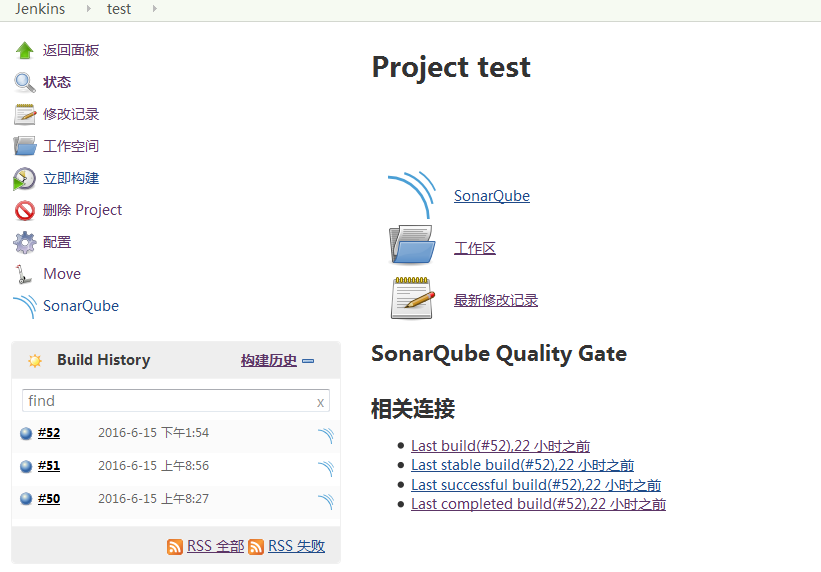 Jenkins test
返回面板
状态
修改记录
工作空间
立即构建
删除 Project
配置
Move
SonarQube
Build History 构建历史
find x
#52 2016-6-15 下午1:54
#51 2016-6-15 上午8:56
#50 2016-6-15 上午8:27
RSS 全部 RSS 失败
Project test
SonarQube
工作区
最新修改记录
SonarQube Quality Gate
相关连接
Last build(#52),22 小时之前
Last stable build(#52),22 小时之前
Last successful build(#52),22 小时之前
Last completed build(#52),22 小时之前